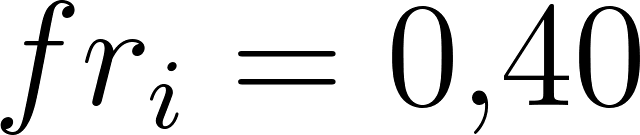 fr_i = 0,40